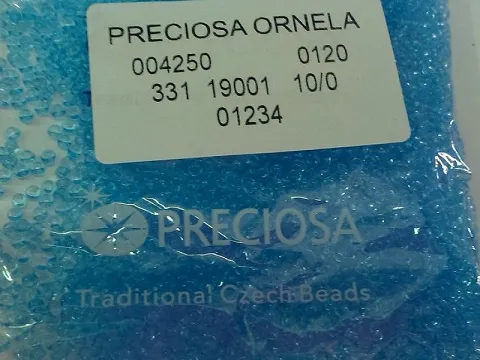 PRECIOSA ORNELA
004250 0120
331 19001 10/0
01234
PRECIOSA
Traditional Czech Beads